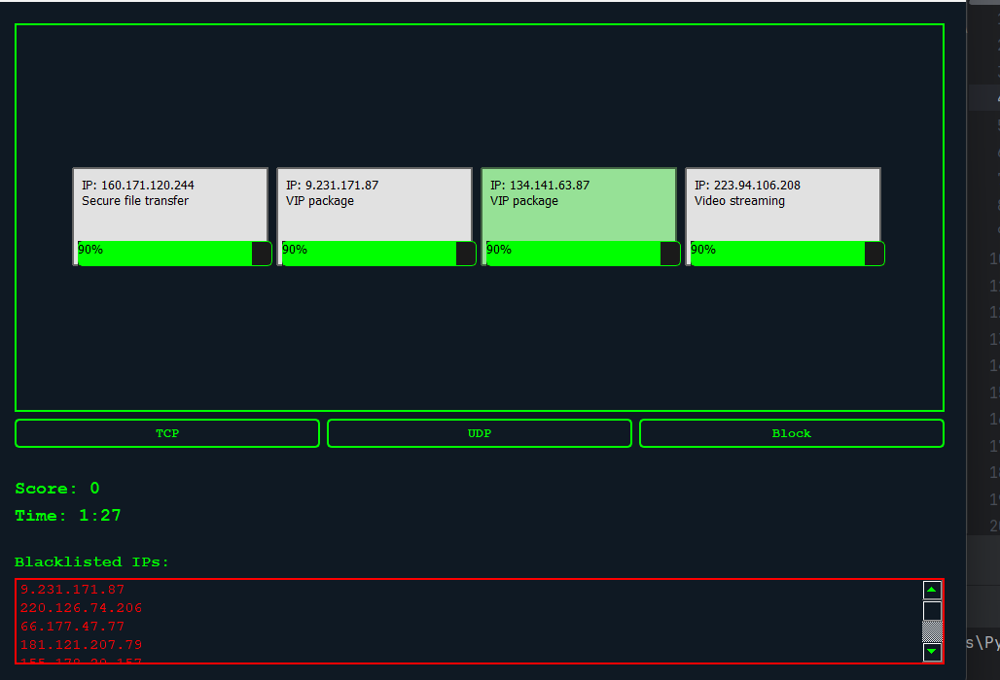 IP: 160.171.120.244
Secure file transfer
90%
IP: 9.231.171.87
VIP package
90%
IP: 134.141.63.87
VIP package
90%
IP: 223.94.106.208
Video streaming
90%
TCP
UDP
Block
Score: 0
Time: 1:27
Blacklisted IPs:
9.231.171.87
220.126.74.206
66.177.47.77
181.121.207.79
s\Py